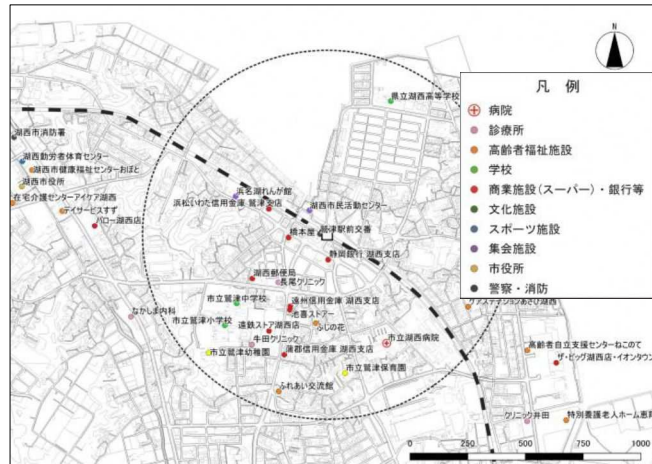 N
県立湖西高等学校
凡 例
病院
診療所
高齢者福祉施設
学校
商業施設(スーパー)・銀行等
文化施設
スポーツ施設
集会施設
市役所
警察・消防
湖西市消防署
湖西勤労者体育センター
湖西市健康福祉センターおぼと
湖西市役所
在宅介護センターアイケア湖西
デイサービスすず
バロー湖西店
浜名湖れんが館
浜松いわた信用金庫 鷲津支店
湖西市民活動センター
橋本屋
鷲津駅前交番
静岡銀行 湖西支店
湖西郵便局
長尾クリニック
市立鷲津中学校
遠州信用金庫 湖西支店
池喜ストアー
なかしま内科
市立鷲津小学校
ふじの花
遠鉄ストア湖西店
牛田クリニック
市立湖西病院
市立鷲津幼稚園
蒲郡信用金庫 湖西支店
市立鷲津保育園
ふれあい交流館
ケアステーションあさひ湖西
高齢者自立支援センターねこのて
ザ・ビッグ湖西店・イオンタウン
クリニック井田
特別養護老人ホーム恵
0
250
500
750
1000